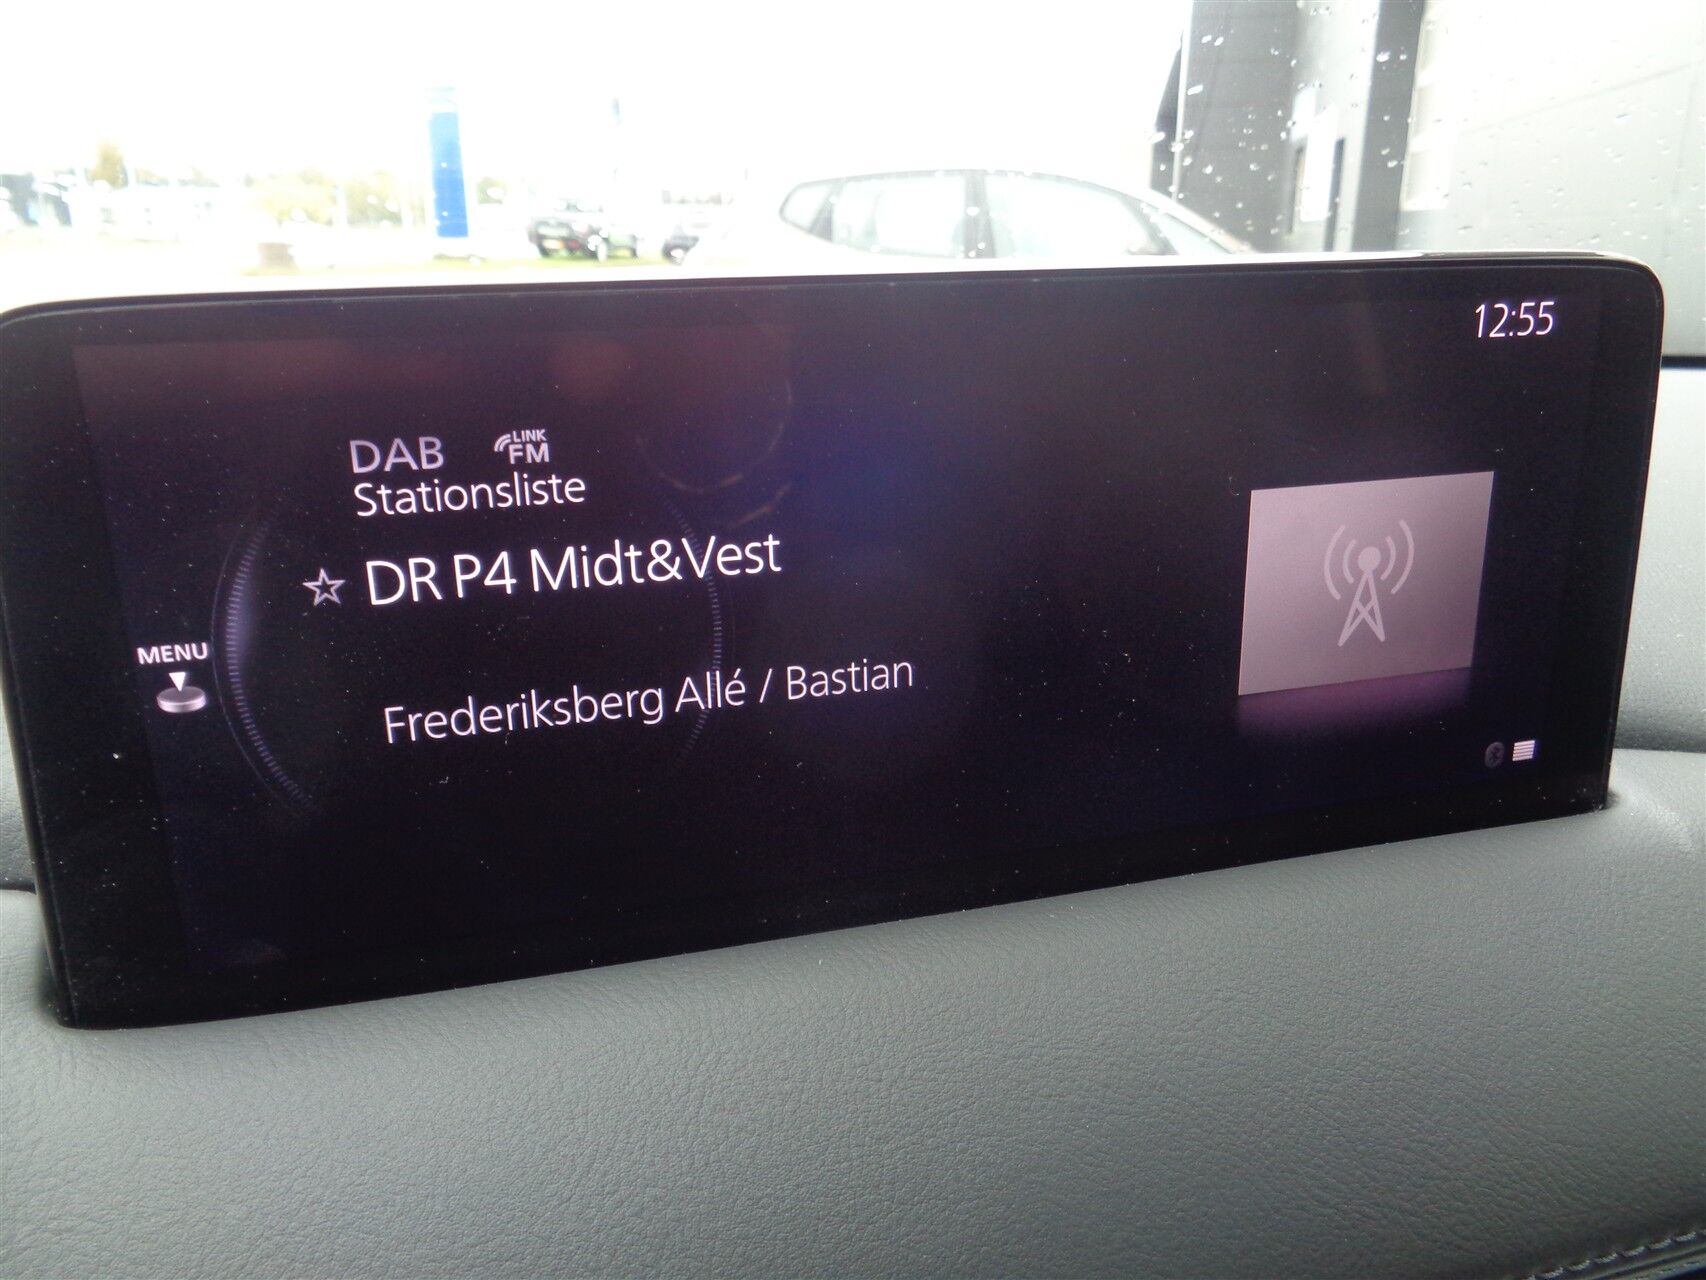 12:55
DAB LINK FM
Stationsliste
DR P4 Midt&Vest
MENU
Frederiksberg Allé / Bastian